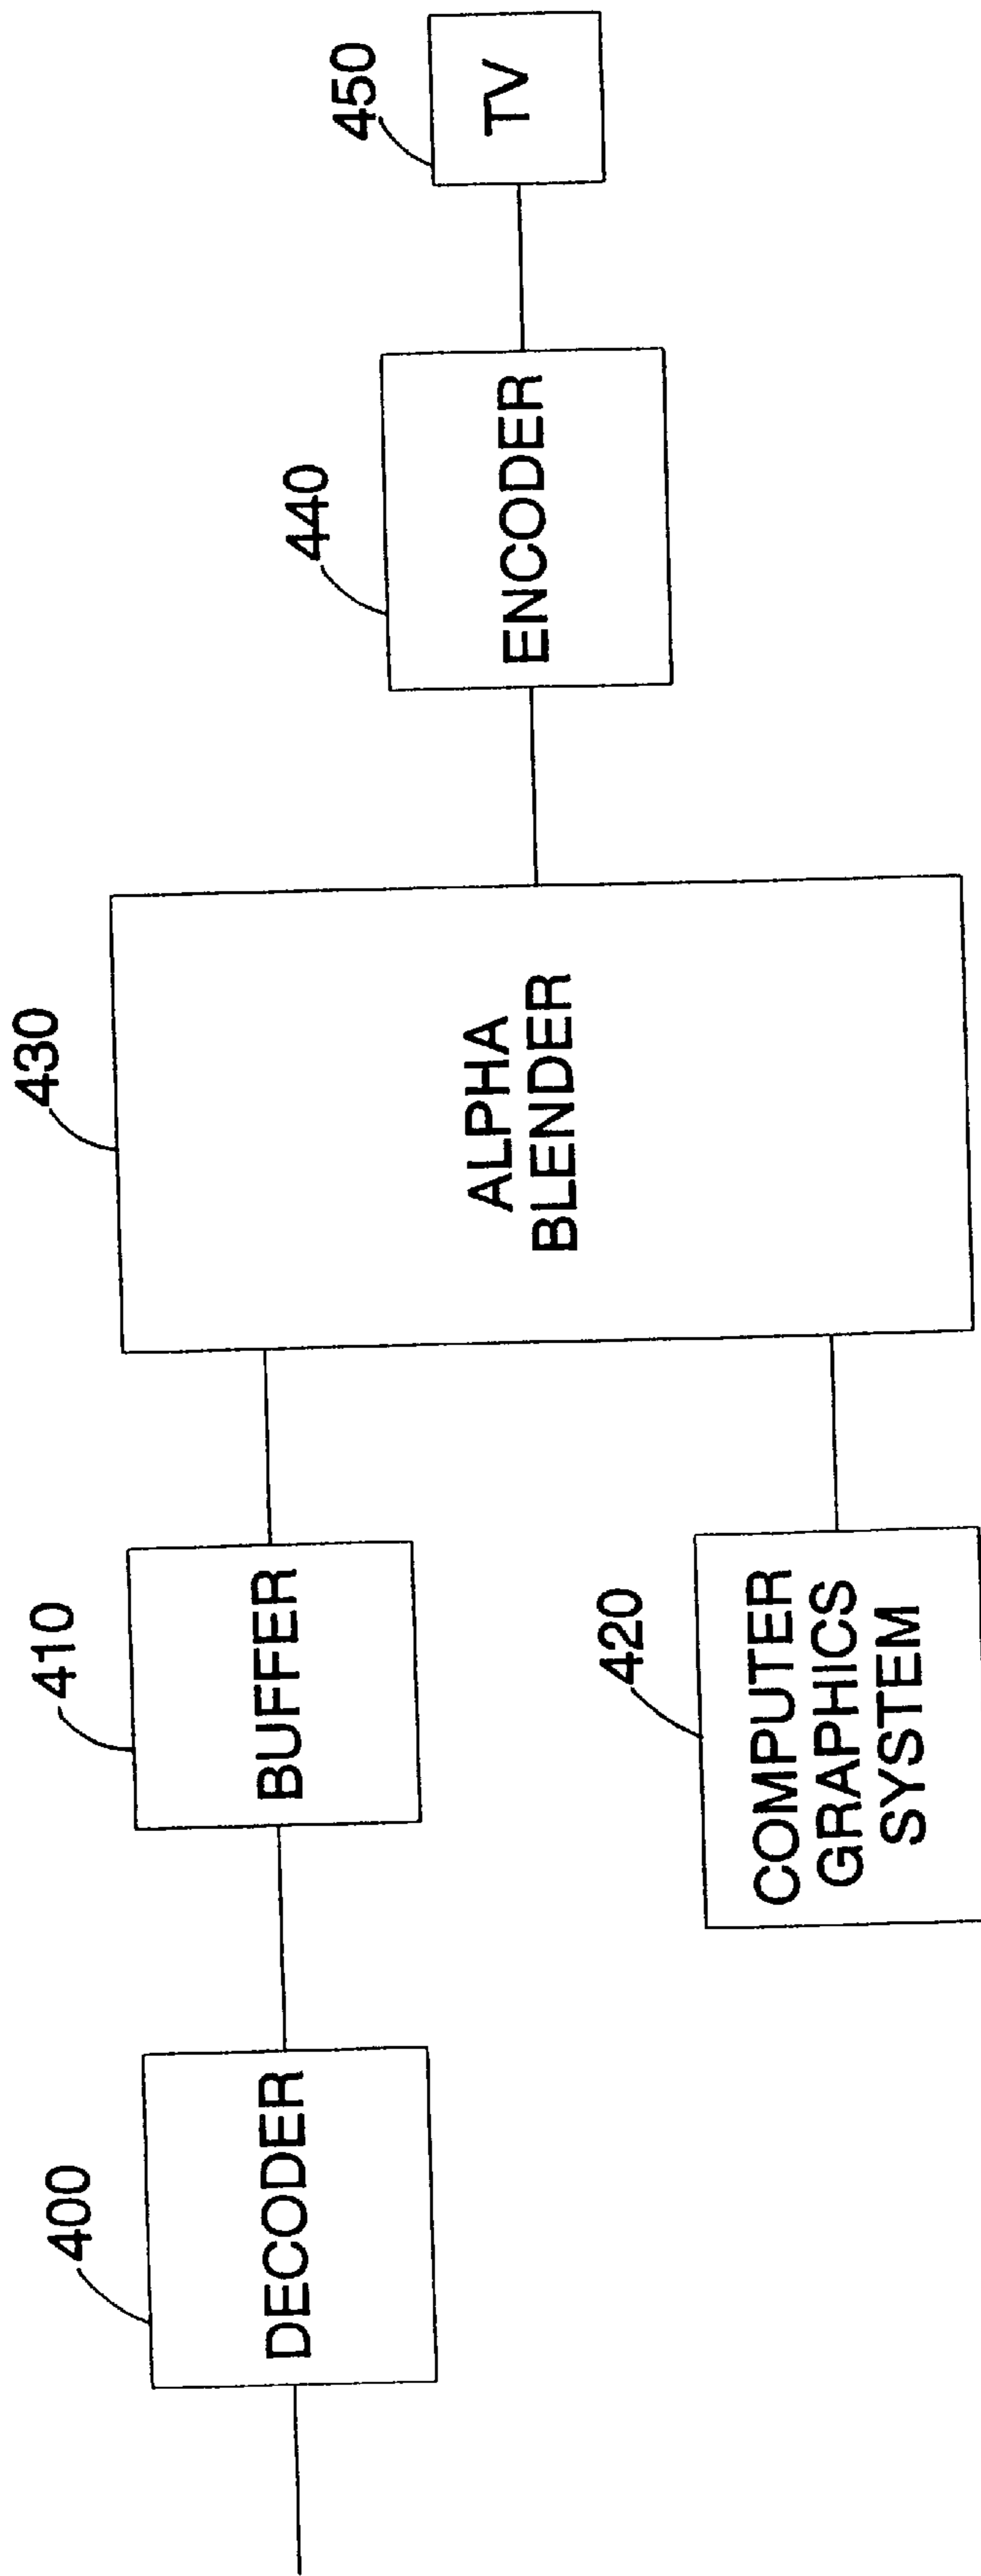 400
DECODER
410
BUFFER
420
COMPUTER
GRAPHICS
SYSTEM
430
ALPHA
BLENDER
440
ENCODER
450
TV